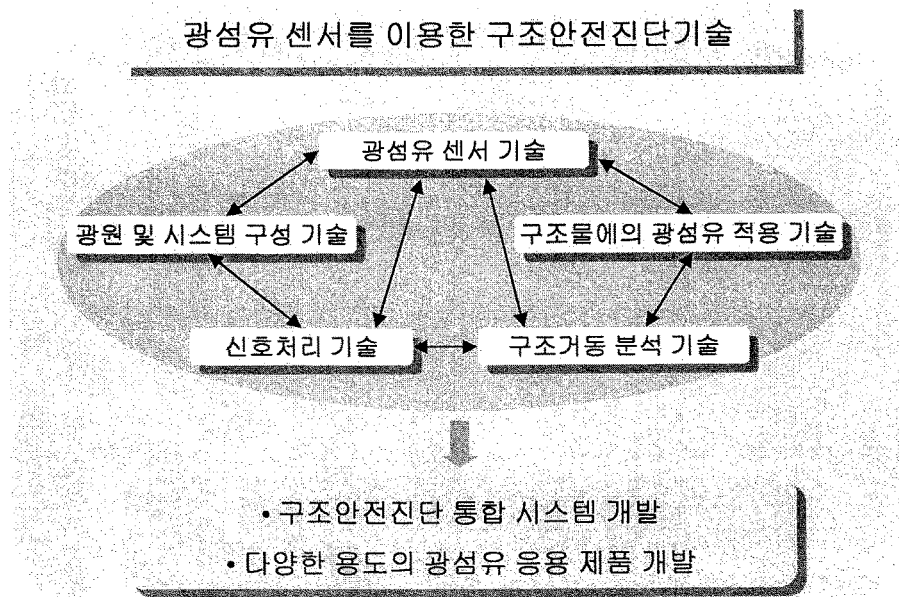 광섬유 센서를 이용한 구조안전진단기술
광섬유 센서 기술
광원 및 시스템 구성 기술
구조물에의 광섬유 적용 기술
신호처리 기술
구조거동 분석 기술
• 구조안전진단 통합 시스템 개발
• 다양한 용도의 광섬유 응용 제품 개발